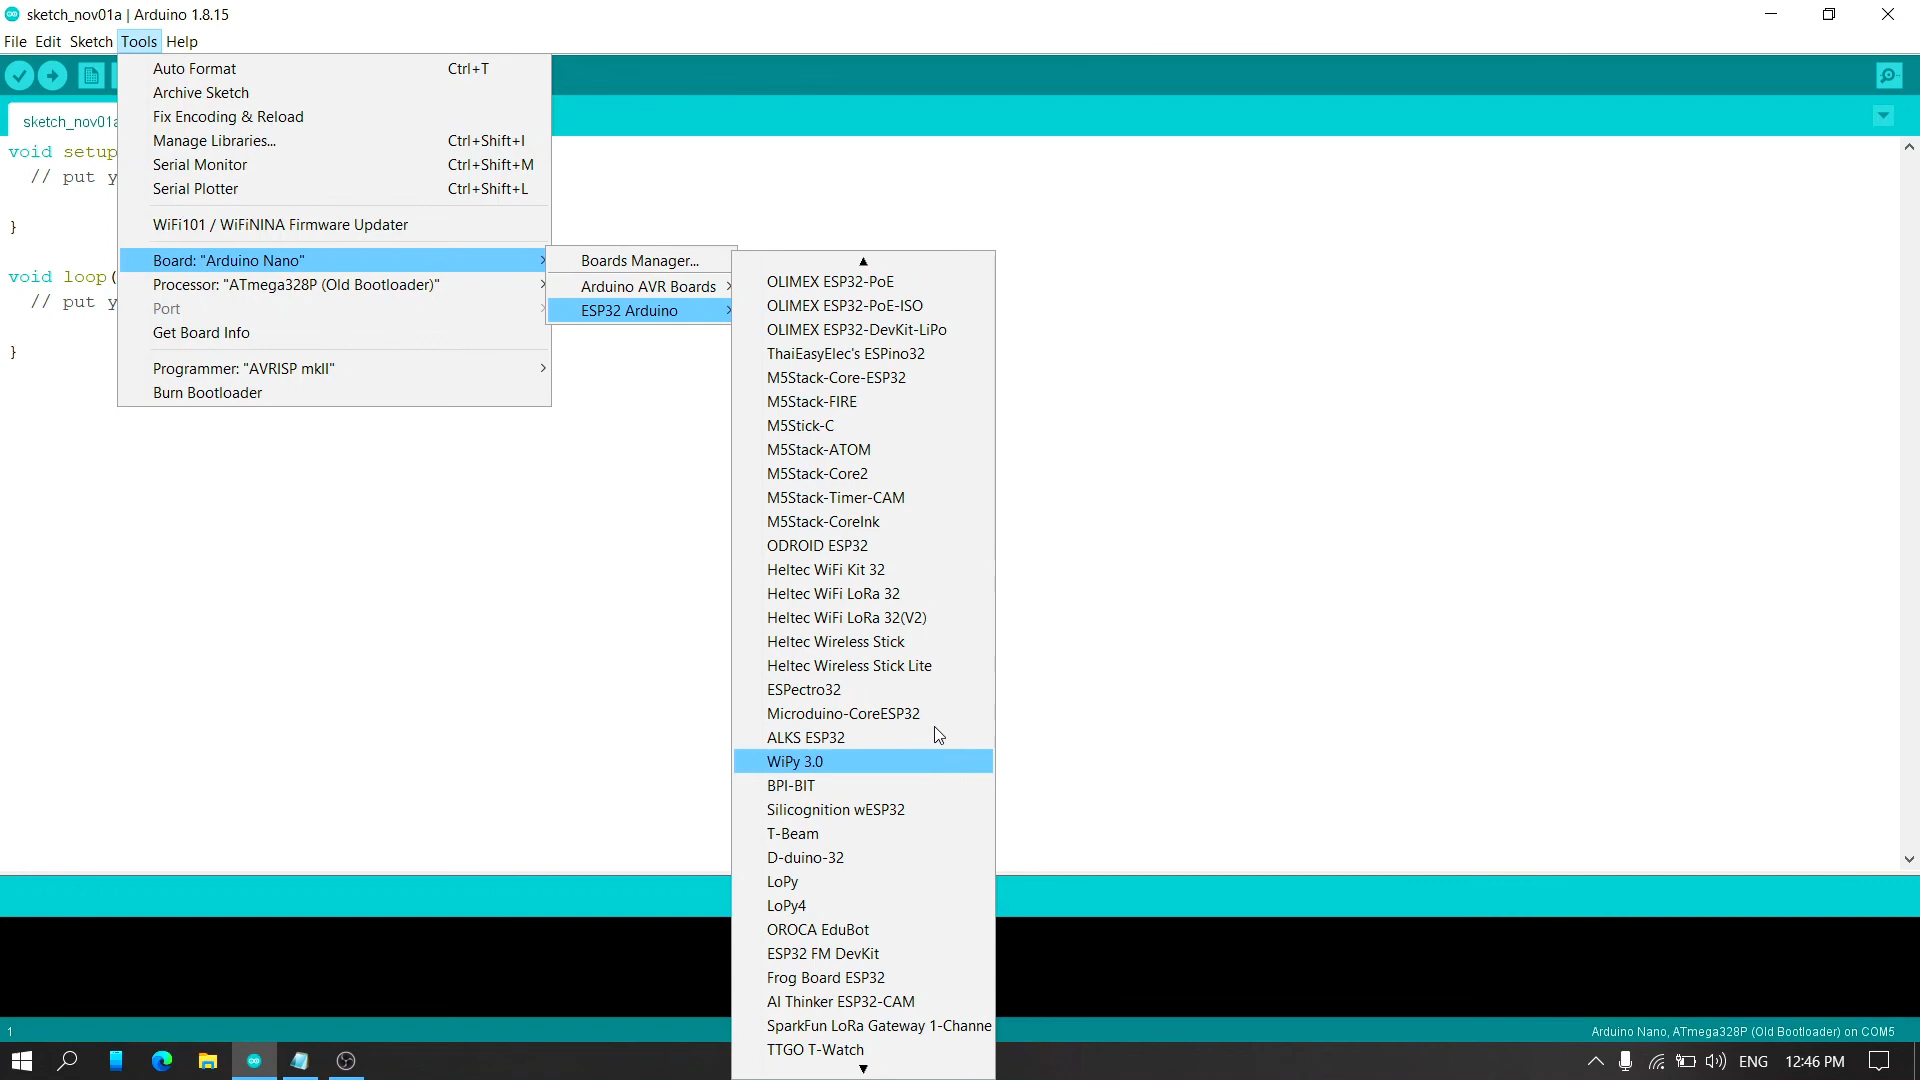 sketch_nov01a | Arduino 1.8.15
File Edit Sketch Tools Help
sketch_nov01a
void setup
// put y
}
void loop(
// put y
}
Auto Format Ctrl+T
Archive Sketch
Fix Encoding & Reload
Manage Libraries... Ctrl+Shift+I
Serial Monitor Ctrl+Shift+M
Serial Plotter Ctrl+Shift+L
WiFi101 / WiFiNINA Firmware Updater
Board: "Arduino Nano"
Processor: "ATmega328P (Old Bootloader)"
Port
Get Board Info
Programmer: "AVRISP mkII"
Burn Bootloader
Boards Manager...
Arduino AVR Boards
ESP32 Arduino
OLIMEX ESP32-PoE
OLIMEX ESP32-PoE-ISO
OLIMEX ESP32-DevKit-LiPo
ThaiEasyElec's ESPino32
M5Stack-Core-ESP32
M5Stack-FIRE
M5Stick-C
M5Stack-ATOM
M5Stack-Core2
M5Stack-Timer-CAM
M5Stack-CoreInk
ODROID ESP32
Heltec WiFi Kit 32
Heltec WiFi LoRa 32
Heltec WiFi LoRa 32(V2)
Heltec Wireless Stick
Heltec Wireless Stick Lite
ESPectro32
Microduino-CoreESP32
ALKS ESP32
WiPy 3.0
BPI-BIT
Silicognition wESP32
T-Beam
D-duino-32
LoPy
LoPy4
OROCA EduBot
ESP32 FM DevKit
Frog Board ESP32
AI Thinker ESP32-CAM
SparkFun LoRa Gateway 1-Channe
TTGO T-Watch
1
Arduino Nano, ATmega328P (Old Bootloader) on COM5
ENG 12:46 PM